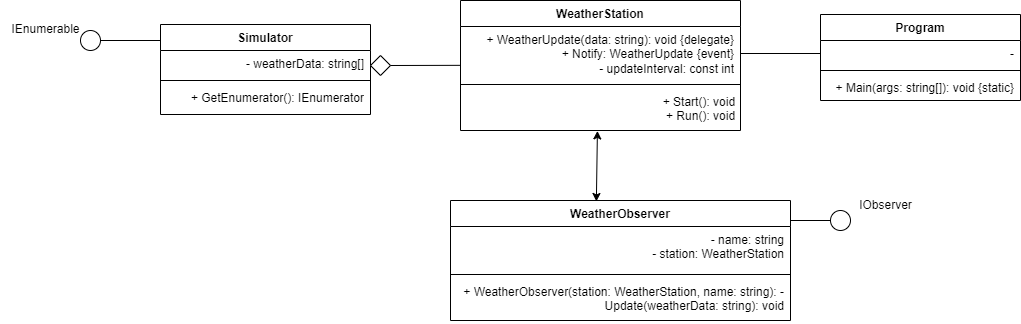 IEnumerable
Simulator
- weatherData: string[]
+ GetEnumerator(): IEnumerator
WeatherStation
+ WeatherUpdate(data: string): void {delegate}
+ Notify: WeatherUpdate {event}
- updateInterval: const int
+ Start(): void
+ Run(): void
Program
-
+ Main(args: string[]): void {static}
WeatherObserver
- name: string
- station: WeatherStation
+ WeatherObserver(station: WeatherStation, name: string): -
Update(weatherData: string): void
IObserver